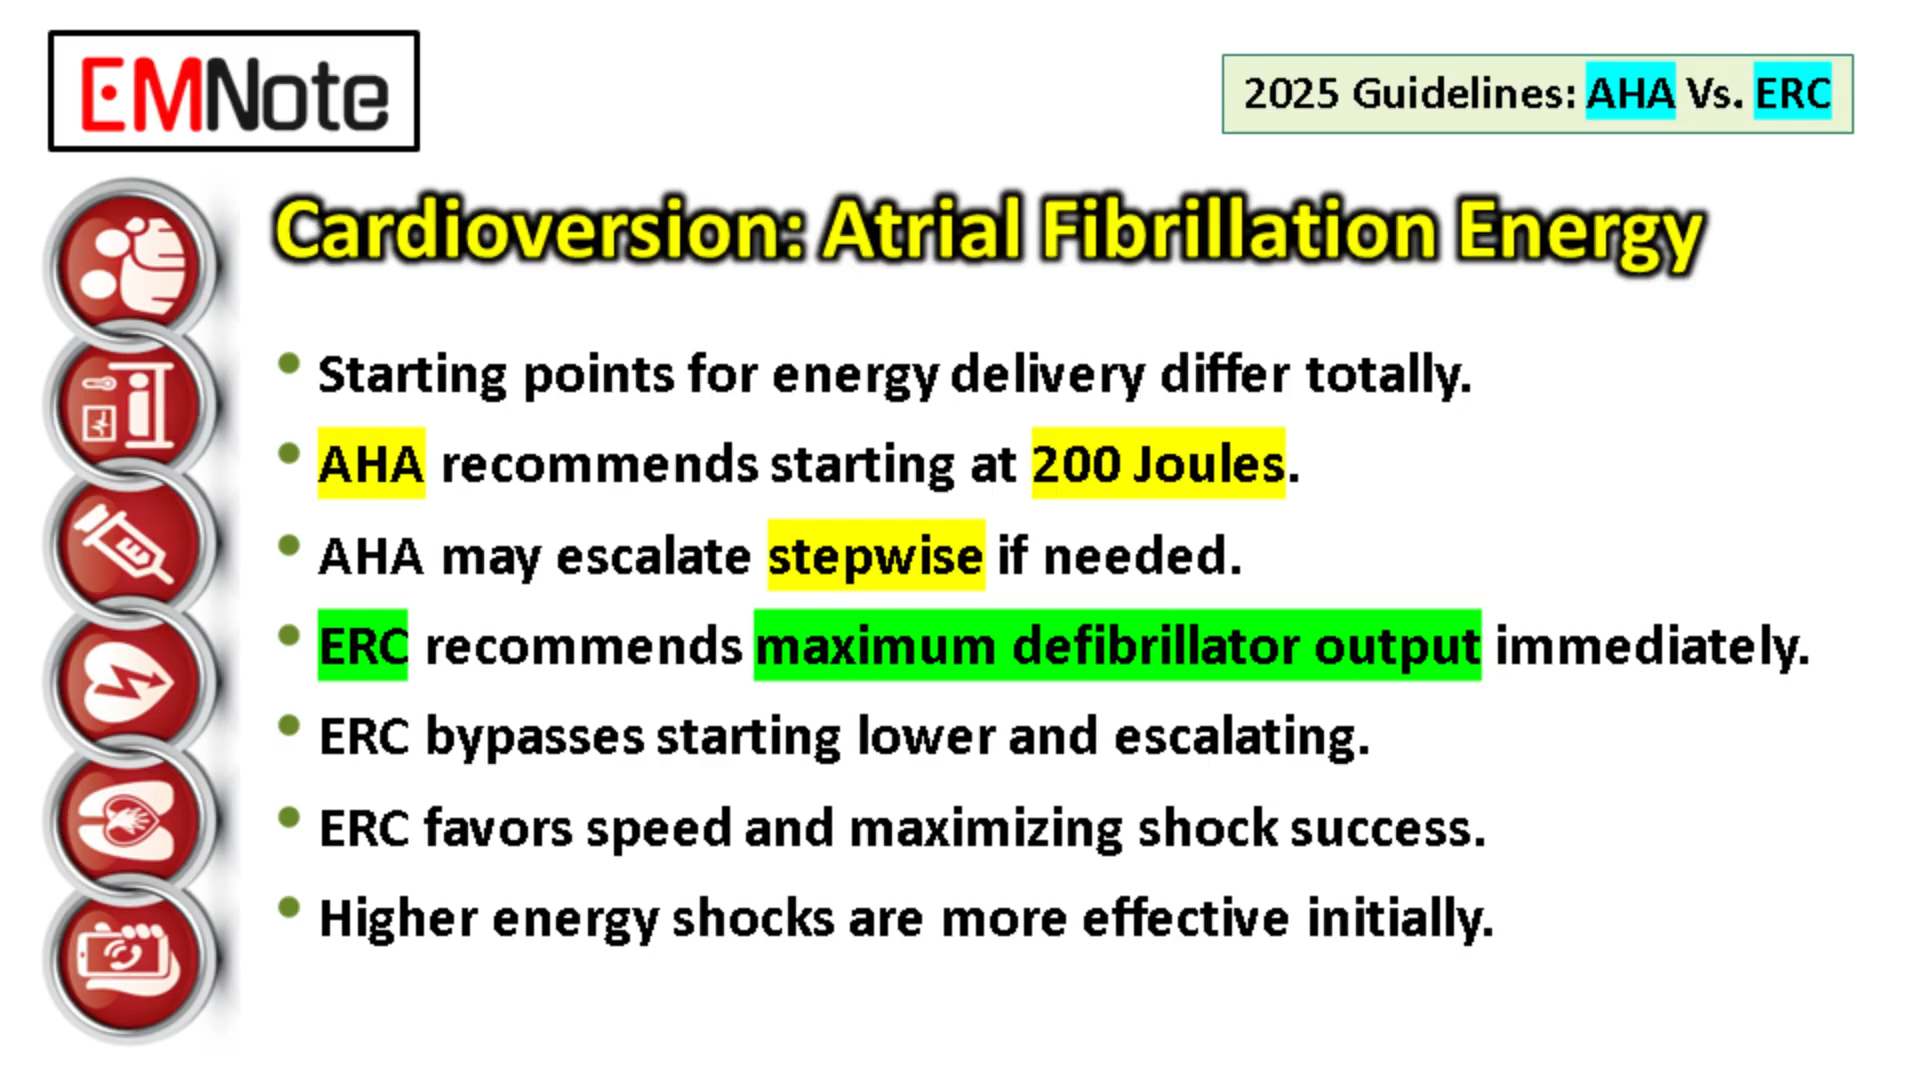 EMNote
2025 Guidelines: AHA Vs. ERC
Cardioversion: Atrial Fibrillation Energy
• Starting points for energy delivery differ totally.
• AHA recommends starting at 200 Joules.
• AHA may escalate stepwise if needed.
• ERC recommends maximum defibrillator output immediately.
• ERC bypasses starting lower and escalating.
• ERC favors speed and maximizing shock success.
• Higher energy shocks are more effective initially.